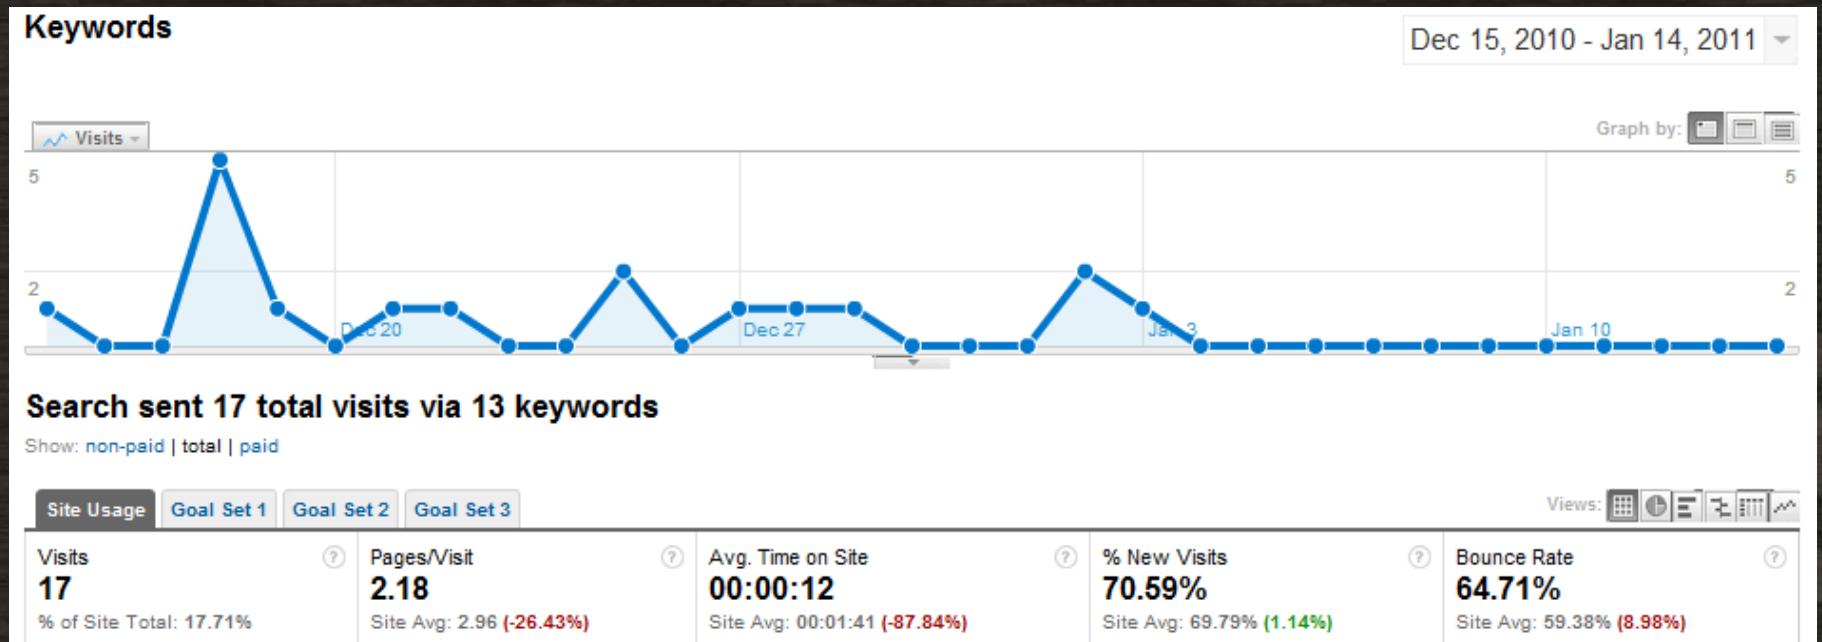 Keywords
Dec 15, 2010 - Jan 14, 2011
Visits
Graph by:
5 5
2 2
Dec 20 Dec 27 Jan 3 Jan 10
Search sent 17 total visits via 13 keywords
Show: non-paid | total | paid
Site Usage Goal Set 1 Goal Set 2 Goal Set 3 Views:
Visits ? Pages/Visit ? Avg. Time on Site ? % New Visits ? Bounce Rate ?
17 2.18 00:00:12 70.59% 64.71%
% of Site Total: 17.71% Site Avg: 2.96 (-26.43%) Site Avg: 00:01:41 (-87.84%) Site Avg: 69.79% (1.14%) Site Avg: 59.38% (8.98%)